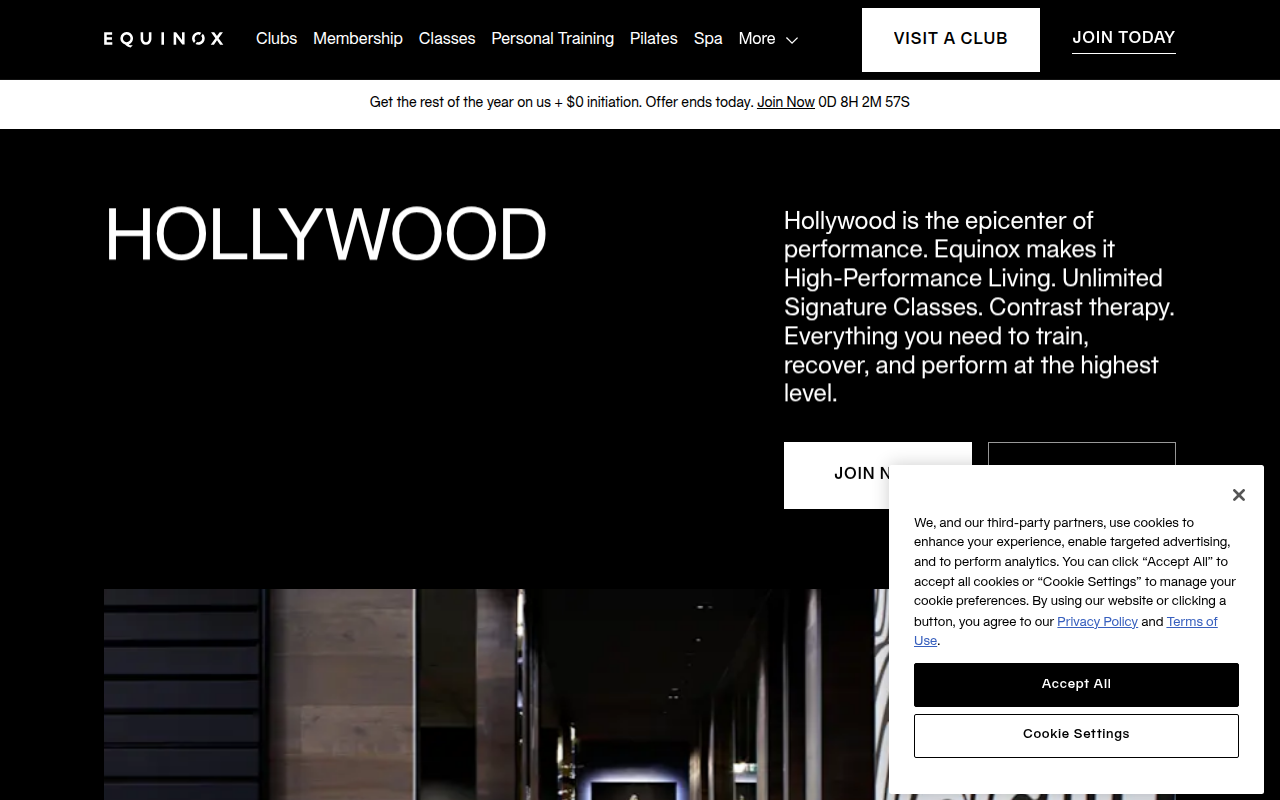 EQUINOX
Clubs
Membership
Classes
Personal Training
Pilates
Spa
More
VISIT A CLUB
JOIN TODAY
Get the rest of the year on us + $0 initiation. Offer ends today. Join Now 0D 8H 2M 57S
HOLLYWOOD
Hollywood is the epicenter of
performance. Equinox makes it
High-Performance Living. Unlimited
Signature Classes. Contrast therapy.
Everything you need to train,
recover, and perform at the highest
level.
JOIN N
We, and our third-party partners, use cookies to
enhance your experience, enable targeted advertising,
and to perform analytics. You can click “Accept All” to
accept all cookies or “Cookie Settings” to manage your
cookie preferences. By using our website or clicking a
button, you agree to our Privacy Policy and Terms of
Use.
Accept All
Cookie Settings